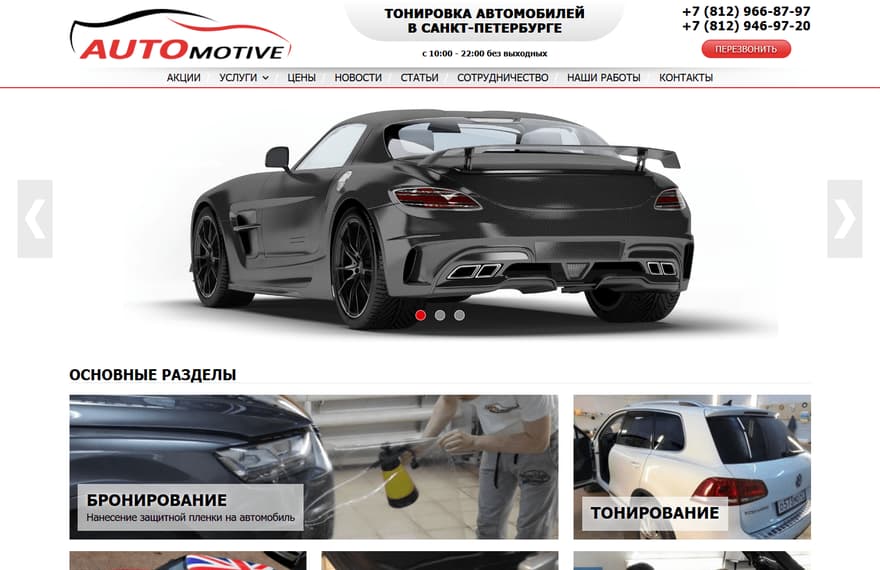 AUTOMOTIVE
ТОНИРОВКА АВТОМОБИЛЕЙ
В САНКТ-ПЕТЕРБУРГЕ
с 10:00 - 22:00 без выходных
+7 (812) 966-87-97
+7 (812) 946-97-20
ПЕРЕЗВОНИТЬ
АКЦИИ УСЛУГИ ЦЕНЫ НОВОСТИ СТАТЬИ СОТРУДНИЧЕСТВО НАШИ РАБОТЫ КОНТАКТЫ
ОСНОВНЫЕ РАЗДЕЛЫ
БРОНИРОВАНИЕ
Нанесение защитной пленки на автомобиль
ТОНИРОВАНИЕ